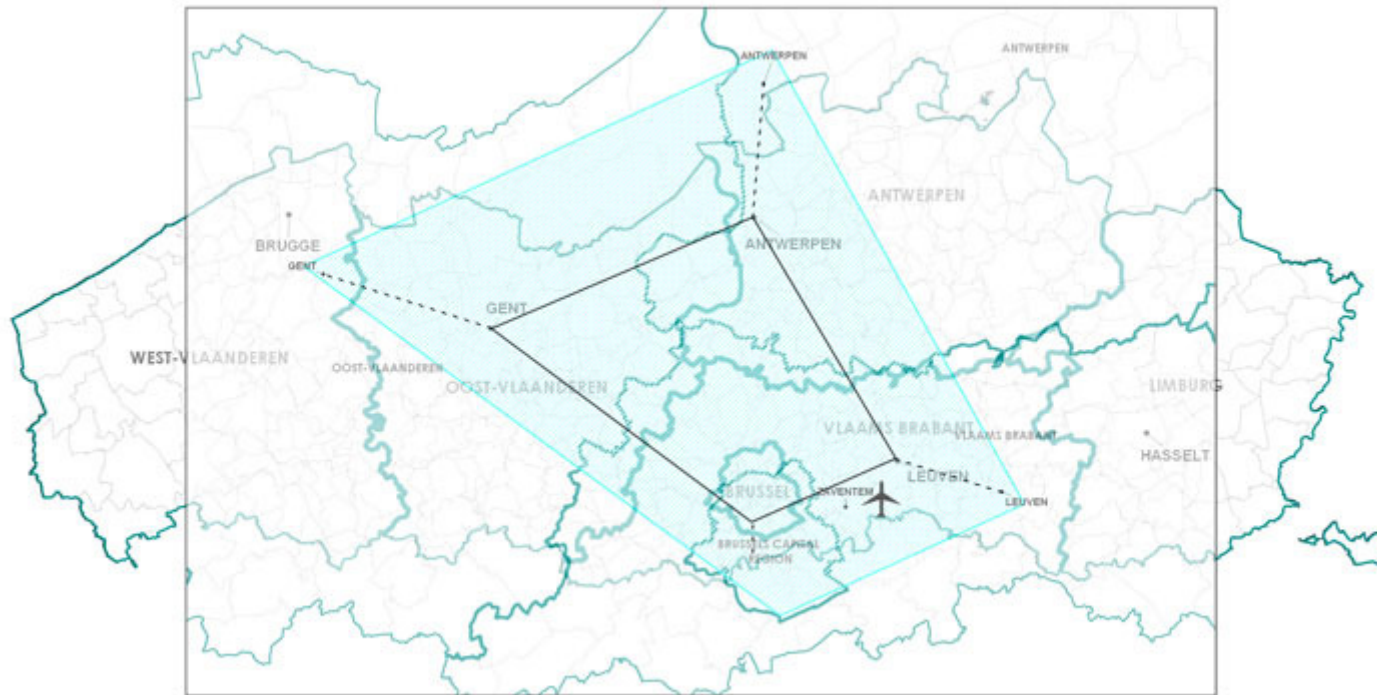 ANTWERPEN
ANTWERPEN
ANTWERPEN
BRUGGE
ANTWERPEN
GENT
GENT
WEST-VLAANDEREN
OOST-VLAANDEREN
OOST-VLAANDEREN
LIMBURG
VLAAMS BRABANT
VLAAMS BRABANT
HASSELT
LEUVEN
BRUSSEL
ZAVENTEM
LEUVEN
BRUSSELS CAPITAL
REGION